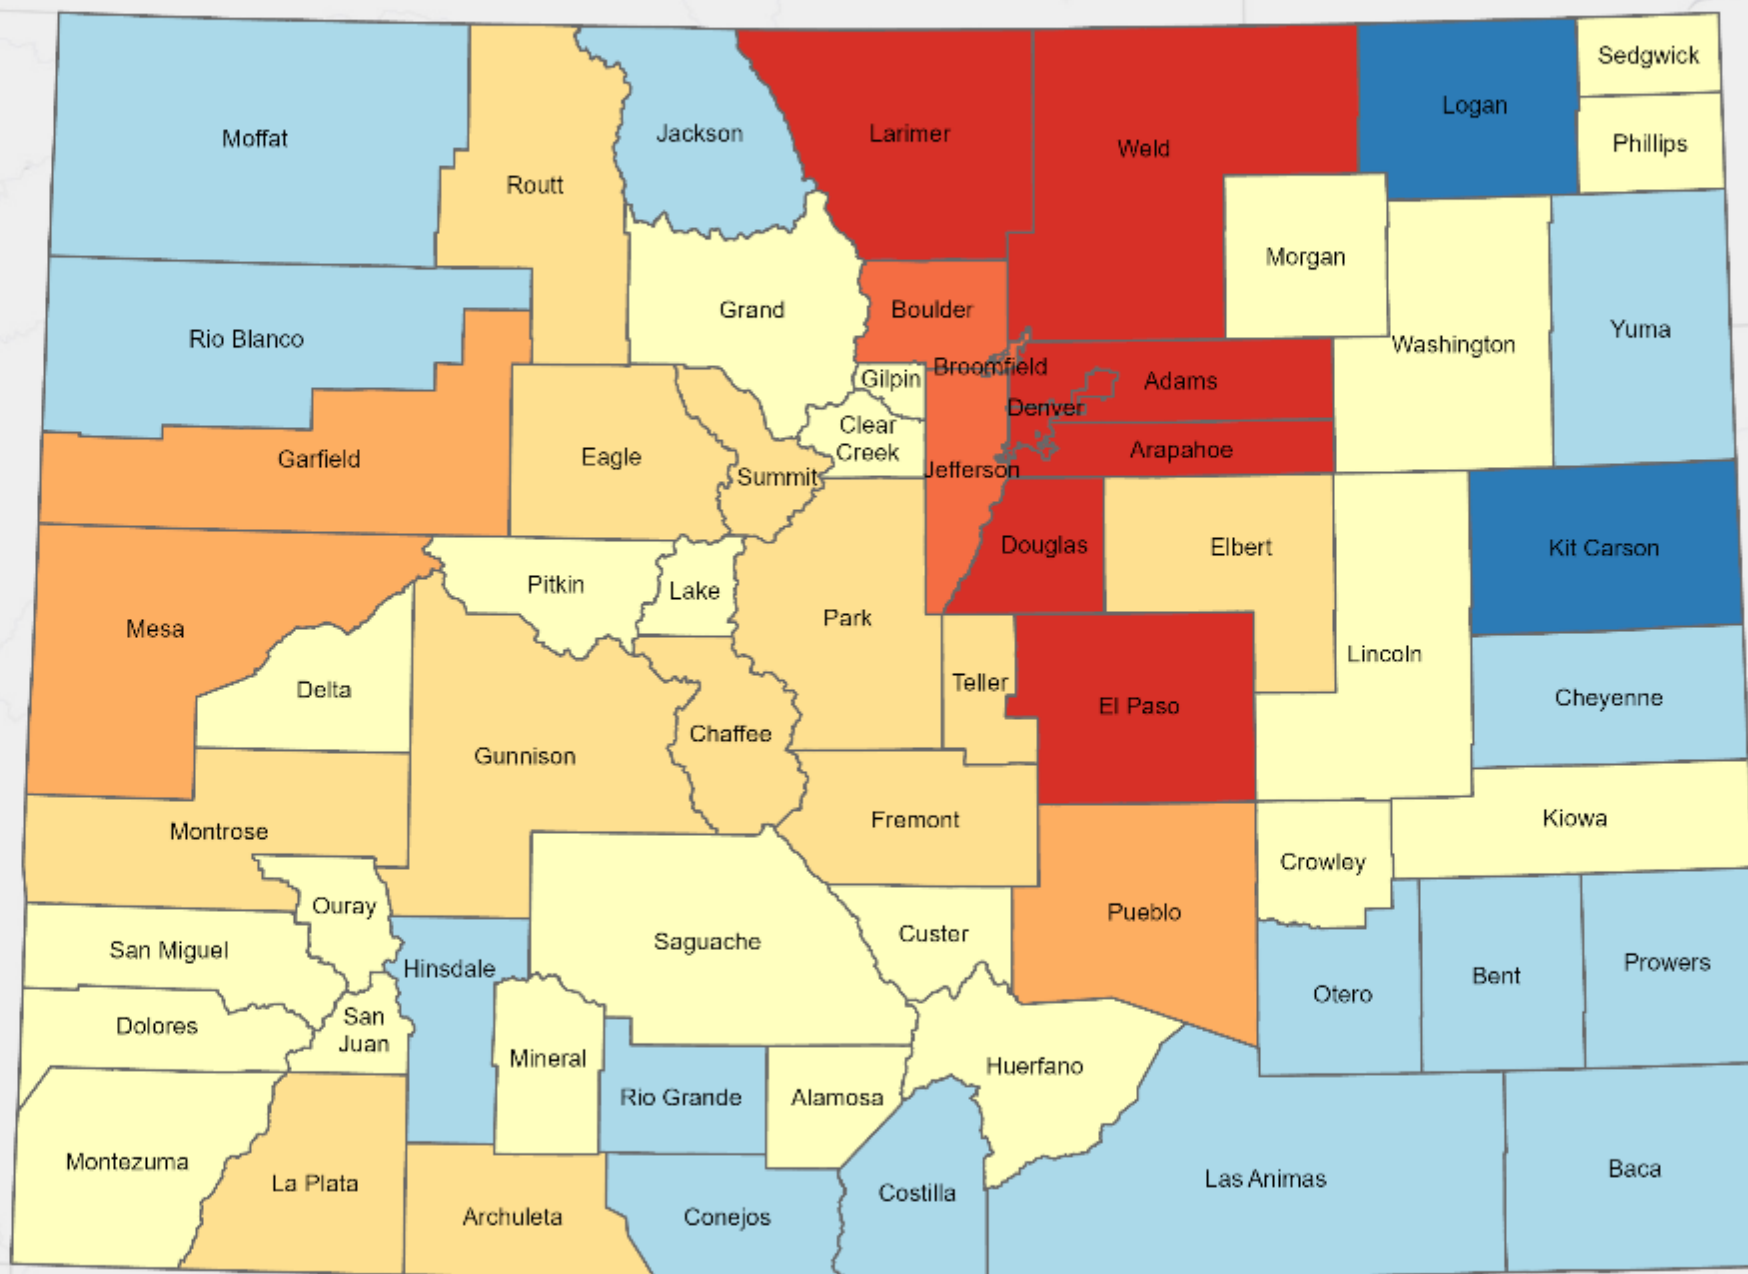 Sedgwick
Logan
Moffat
Jackson
Larimer
Weld
Phillips
Routt
Morgan
Grand
Boulder
Rio Blanco
Washington
Yuma
Broomfield
Gilpin
Adams
Denver
Clear
Creek
Garfield
Eagle
Summit
Jefferson
Arapahoe
Douglas
Elbert
Kit Carson
Pitkin
Lake
Park
Mesa
Lincoln
Delta
Teller
El Paso
Cheyenne
Chaffee
Gunnison
Montrose
Fremont
Kiowa
Crowley
Ouray
Pueblo
San Miguel
Saguache
Custer
Hinsdale
Otero
Bent
Prowers
Dolores
San
Juan
Mineral
Huerfano
Rio Grande
Alamosa
Montezuma
La Plata
Archuleta
Conejos
Costilla
Las Animas
Baca